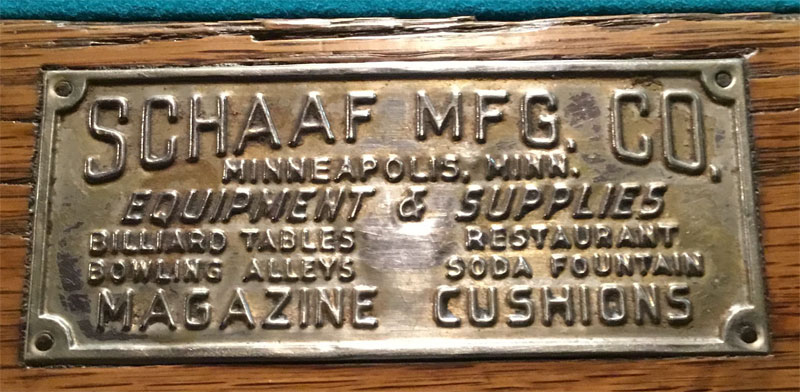 SCHAAF MFG. CO.
MINNEAPOLIS, MINN.
EQUIPMENT & SUPPLIES
BILLIARD TABLES RESTAURANT
BOWLING ALLEYS SODA FOUNTAIN
MAGAZINE CUSHIONS